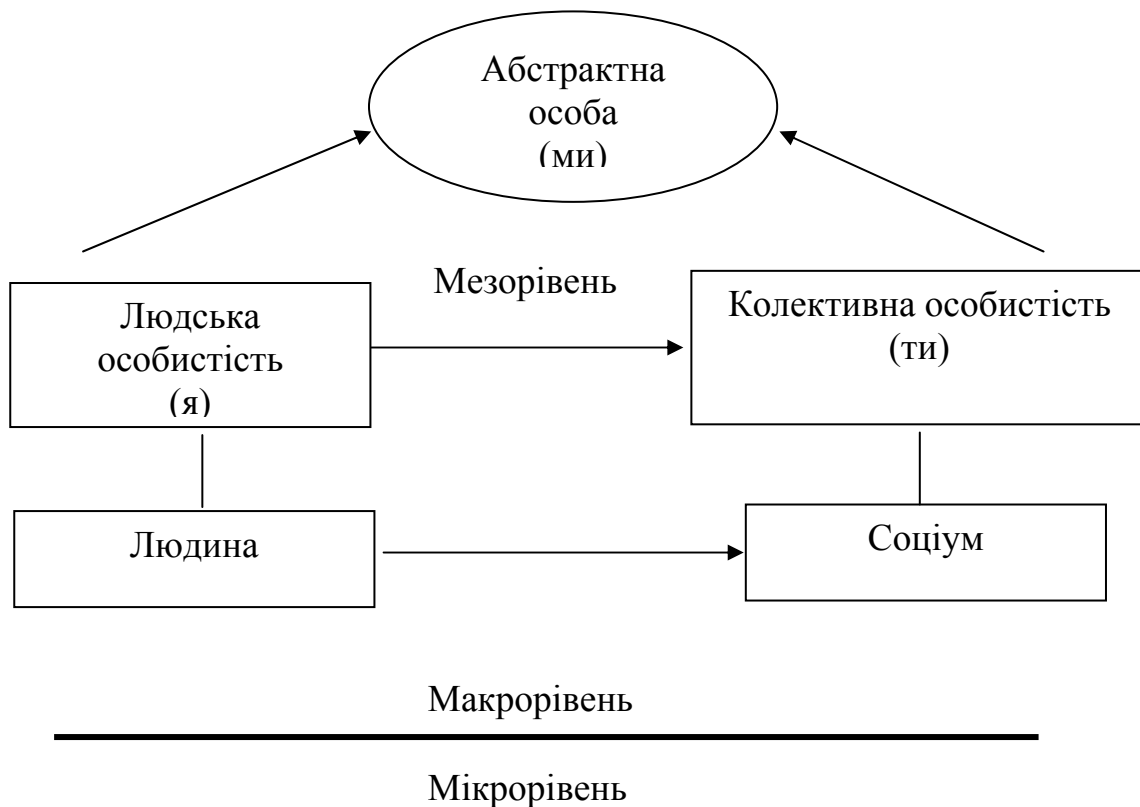 Абстрактна
особа
(ми)
Мезорівень
Людська
особистість
(я)
Колективна особистість
(ти)
Людина
Соціум
Макрорівень
Мікрорівень